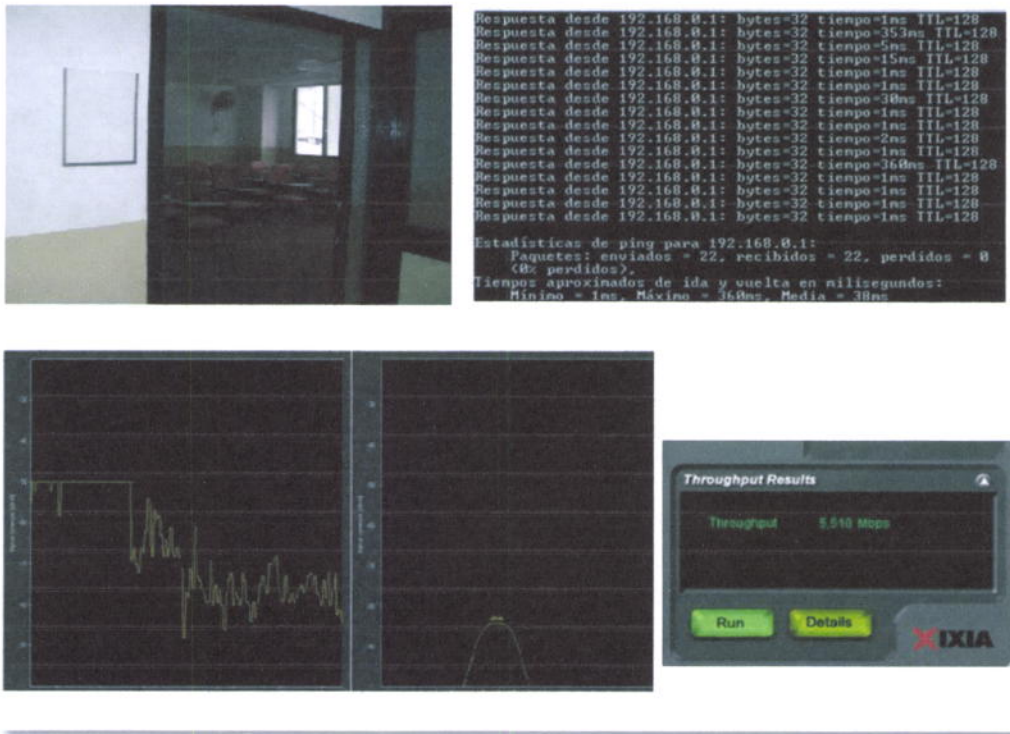 Respuesta desde 192.168.0.1: bytes=32 tiempo=1ms TTL=128
Respuesta desde 192.168.0.1: bytes=32 tiempo=353ms TTL=128
Respuesta desde 192.168.0.1: bytes=32 tiempo=5ms TTL=128
Respuesta desde 192.168.0.1: bytes=32 tiempo=15ms TTL=128
Respuesta desde 192.168.0.1: bytes=32 tiempo=1ms TTL=128
Respuesta desde 192.168.0.1: bytes=32 tiempo=1ms TTL=128
Respuesta desde 192.168.0.1: bytes=32 tiempo=30ms TTL=128
Respuesta desde 192.168.0.1: bytes=32 tiempo=1ms TTL=128
Respuesta desde 192.168.0.1: bytes=32 tiempo=1ms TTL=128
Respuesta desde 192.168.0.1: bytes=32 tiempo=2ms TTL=128
Respuesta desde 192.168.0.1: bytes=32 tiempo=1ms TTL=128
Respuesta desde 192.168.0.1: bytes=32 tiempo=360ms TTL=128
Respuesta desde 192.168.0.1: bytes=32 tiempo=1ms TTL=128
Respuesta desde 192.168.0.1: bytes=32 tiempo=1ms TTL=128
Respuesta desde 192.168.0.1: bytes=32 tiempo=1ms TTL=128
Respuesta desde 192.168.0.1: bytes=32 tiempo=1ms TTL=128
Estadísticas de ping para 192.168.0.1:
Paquetes: enviados = 22, recibidos = 22, perdidos = 0
(0% perdidos),
Tiempos aproximados de ida y vuelta en milisegundos:
Mínimo = 1ms, Máximo = 360ms, Media = 38ms
Throughput Results
Throughput 5,510 Mbps
Run
Details
IXIA